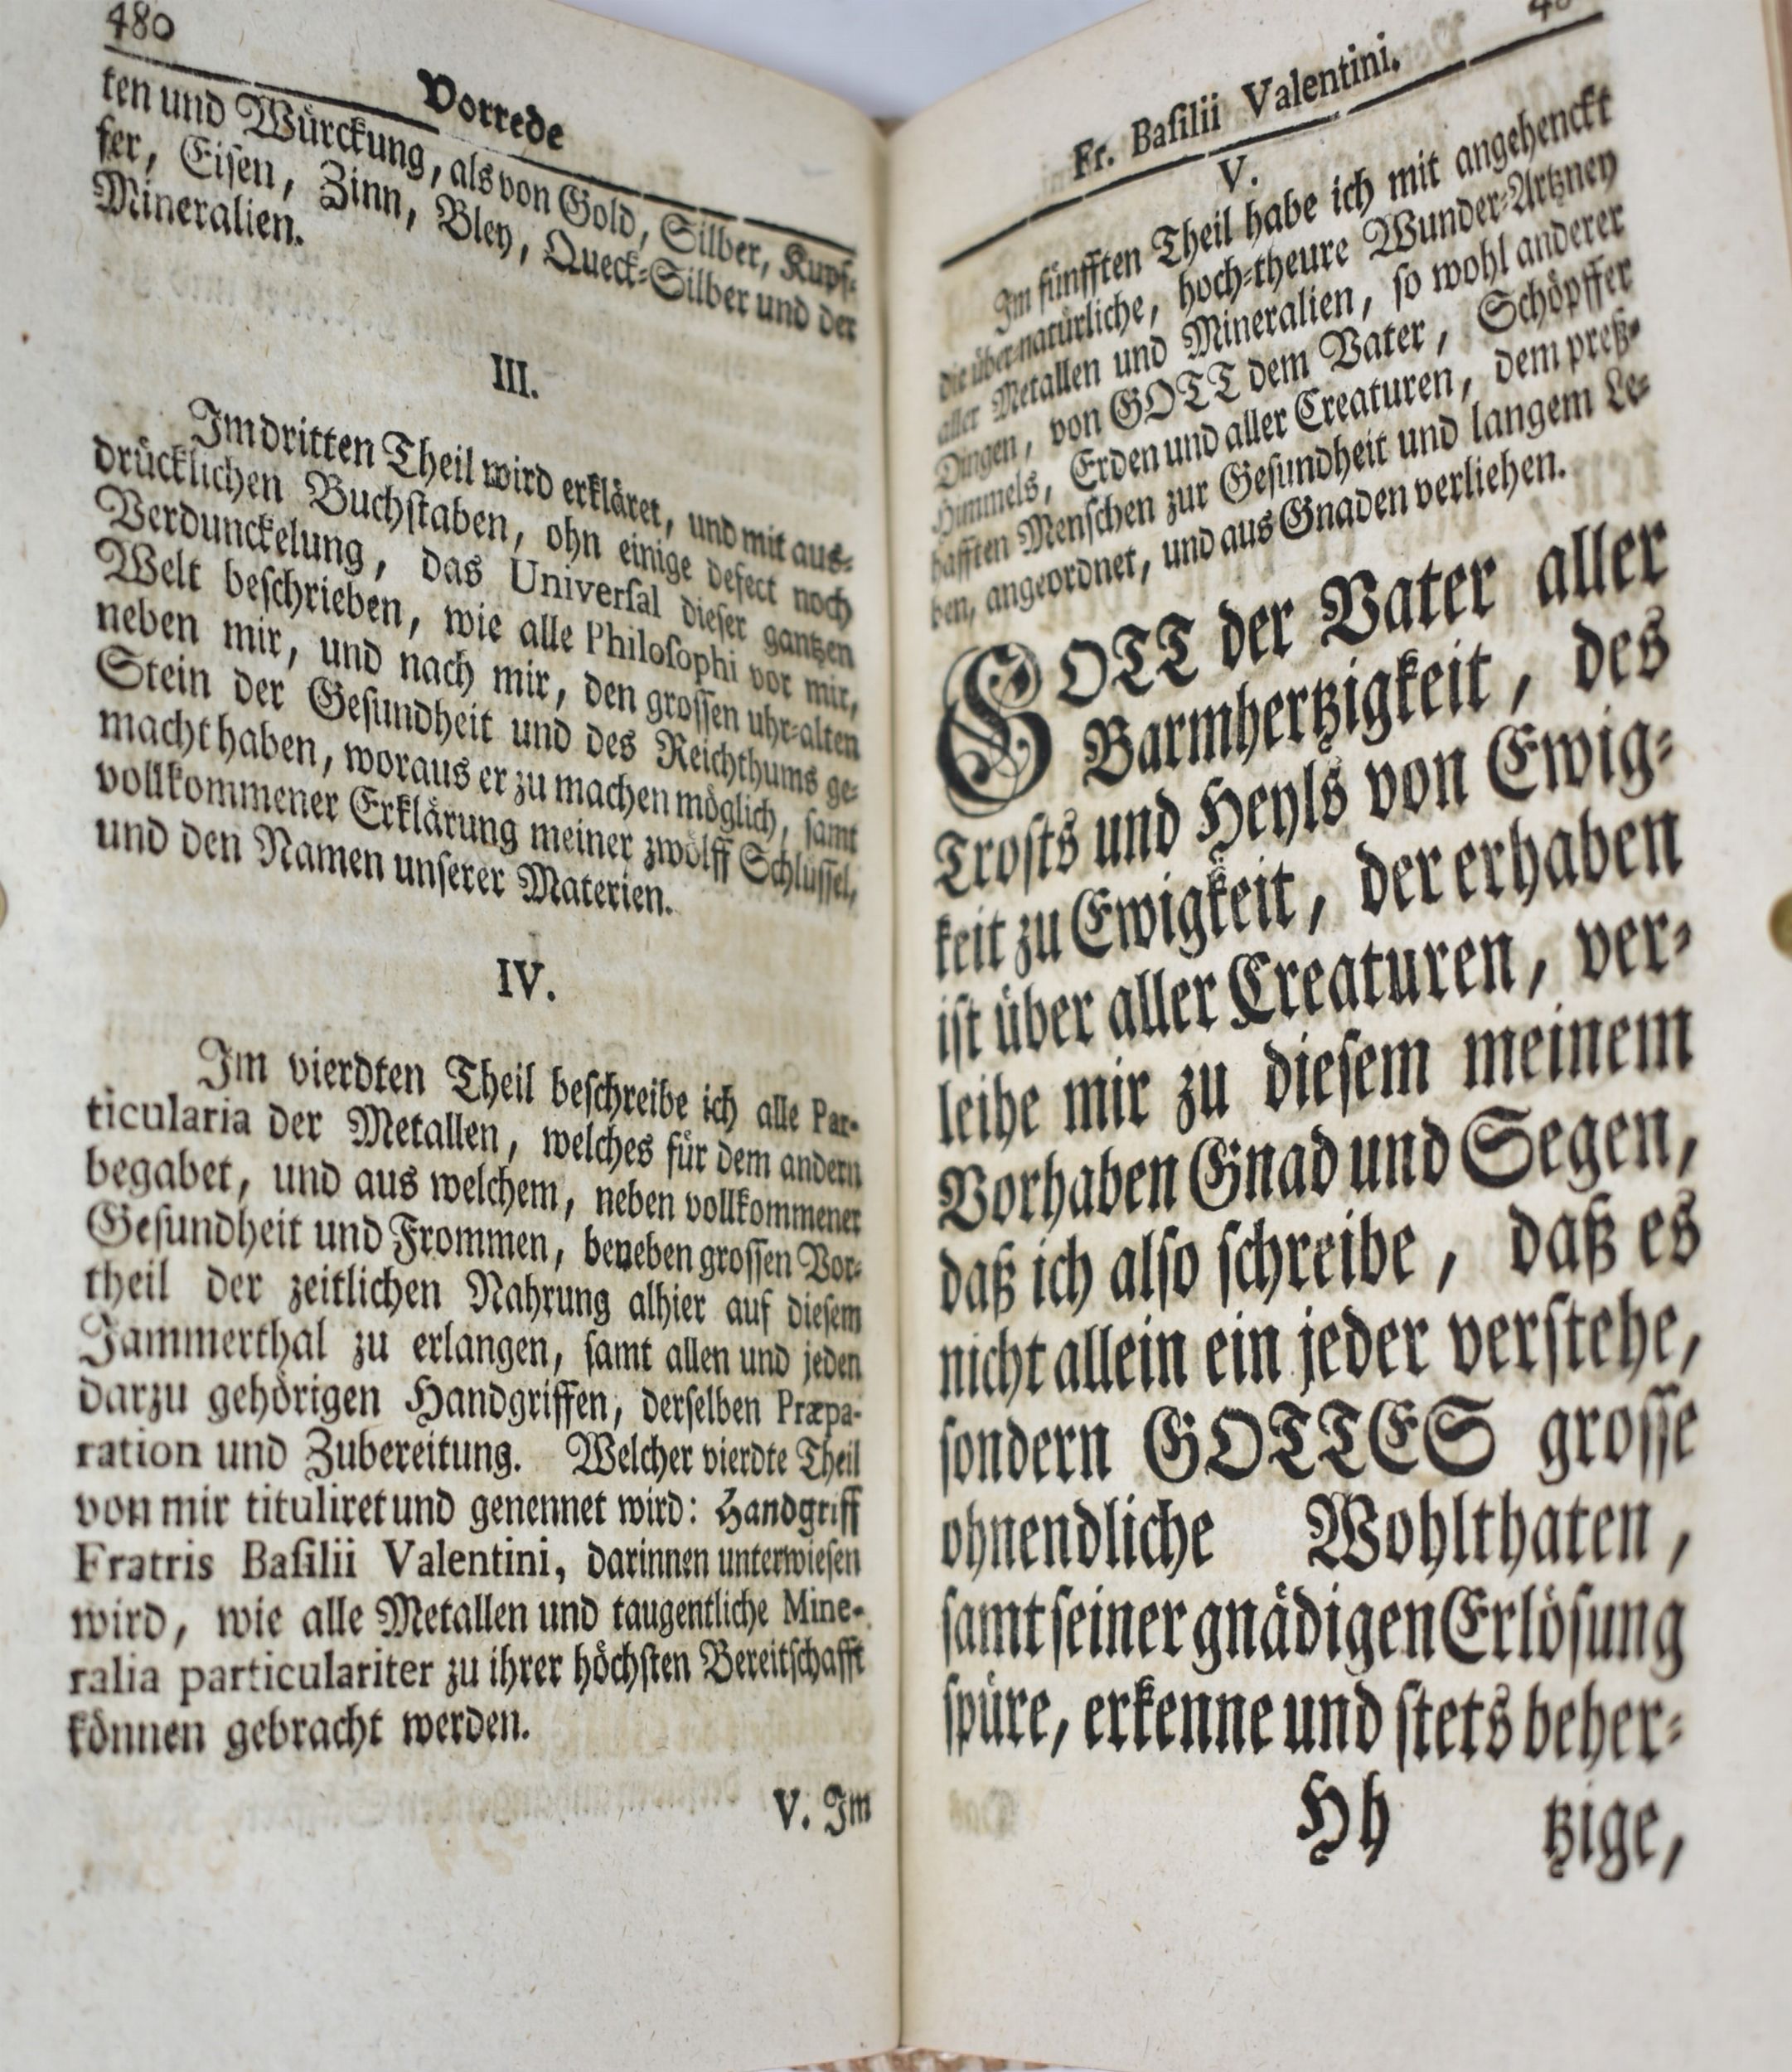 480
Vorrede
ten und Würckung, als von Gold, Silber, Kupf-
fer, Eisen, Zinn, Bley, Queck-Silber und der
Mineralien.
III.
Im dritten Theil wird erkläret, und mit aus-
drücklichen Buchstaben, ohn einige defect noch
Verdunckelung, das Universal dieser gantzen
Welt beschrieben, wie alle Philosophi vor mir,
neben mir, und nach mir, den grossen uhr-alten
Stein der Gesundheit und des Reichthums ge-
macht haben, woraus er zu machen möglich, samt
vollkommener Erklärung meiner zwölff Schlüssel,
und den Namen unserer Materien.
IV.
Im vierdten Theil beschreibe ich alle Par-
ticularia der Metallen, welches für dem andern
begabet, und aus welchem, neben vollkommener
Gesundheit und Frommen, beneben grossen Vor-
theil der zeitlichen Nahrung alhier auf diesem
Jammerthal zu erlangen, samt allen und jeden
darzu gehörigen Handgriffen, derselben Præpa-
ration und Zubereitung. Welcher vierdte Theil
von mir tituliret und genennet wird: Handgriff
Fratris Basilii Valentini, darinnen unterwiesen
wird, wie alle Metallen und taugentliche Mine-
ralia particulariter zu ihrer höchsten Bereitschafft
können gebracht werden.
V. Im
Fr. Basilii Valentini.
V.
Im fünfften Theil habe ich mit angehenckt
die über-natürliche, hoch-theure Wunder-Artzney
aller Metallen und Mineralien, so wohl anderer
Dingen, von GOTT dem Vater, Schöpffer
Himmels, Erden und aller Creaturen, dem preß-
hafften Menschen zur Gesundheit und langem Le-
ben, angeordnet, und aus Gnaden verliehen.
GOTT der Vater aller
Barmhertzigkeit, des
Trosts und Heyls von Ewig-
keit zu Ewigkeit, der erhaben
ist über aller Creaturen, ver-
leihe mir zu diesem meinem
Vorhaben Gnad und Segen,
daß ich also schreibe, daß es
nicht allein ein jeder verstehe,
sondern GOTTES grosse
ohnendliche Wohlthaten,
samt seiner gnädigen Erlösung
spüre, erkenne und stets beher-
Hh tzige,